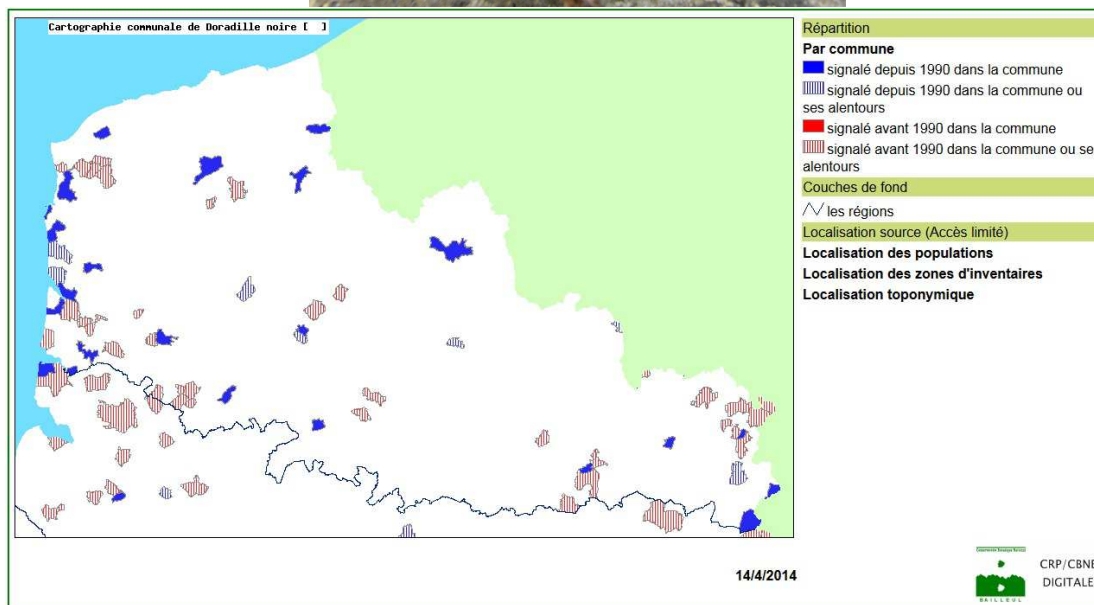 Cartographie communale de Doradille noire [ ]
Répartition
Par commune
signalé depuis 1990 dans la commune
signalé depuis 1990 dans la commune ou
ses alentours
signalé avant 1990 dans la commune
signalé avant 1990 dans la commune ou se
alentours
Couches de fond
les régions
Localisation source (Accès limité)
Localisation des populations
Localisation des zones d'inventaires
Localisation toponymique
14/4/2014
CRP/CBNE
DIGITALE
BAILLEUL